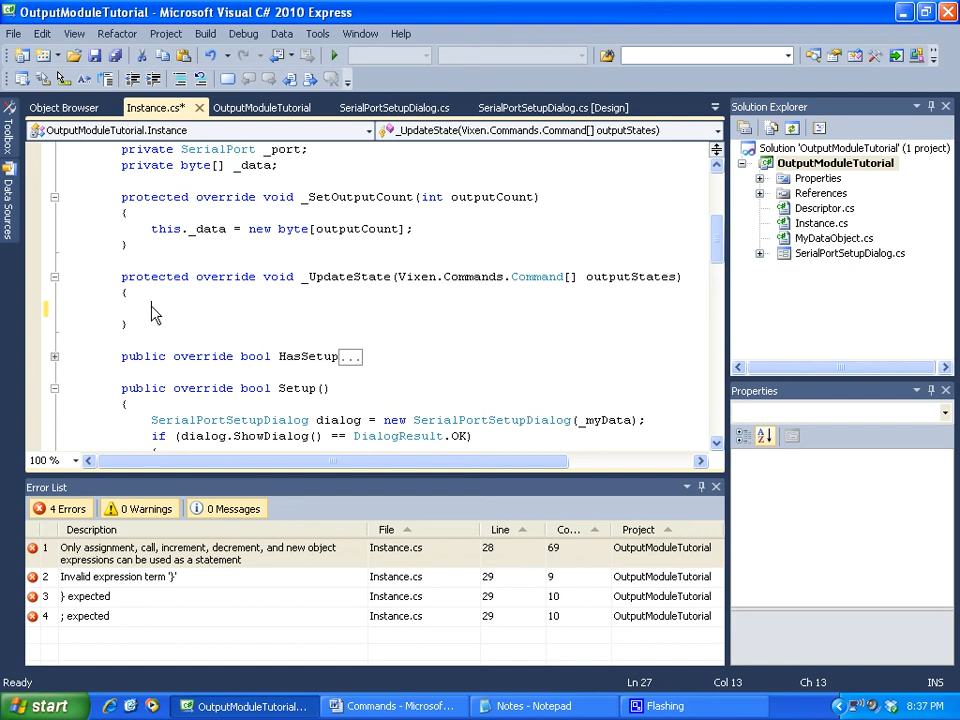 OutputModuleTutorial - Microsoft Visual C# 2010 Express
File Edit View Refactor Project Build Debug Data Tools Window Help
Object Browser Instance.cs* OutputModuleTutorial SerialPortSetupDialog.cs SerialPortSetupDialog.cs [Design]
OutputModuleTutorial.Instance _UpdateState(Vixen.Commands.Command[] outputStates)
Toolbox
Data Sources
private SerialPort _port;
private byte[] _data;
protected override void _SetOutputCount(int outputCount)
{
this._data = new byte[outputCount];
}
protected override void _UpdateState(Vixen.Commands.Command[] outputStates)
{
}
public override bool HasSetup...
public override bool Setup()
{
SerialPortSetupDialog dialog = new SerialPortSetupDialog(_myData);
if (dialog.ShowDialog() == DialogResult.OK)
{
100 %
Solution Explorer
Solution 'OutputModuleTutorial' (1 project)
OutputModuleTutorial
Properties
References
Descriptor.cs
Instance.cs
MyDataObject.cs
SerialPortSetupDialog.cs
Properties
Error List
4 Errors 0 Warnings 0 Messages
Description File Line Co... Project
1 Only assignment, call, increment, decrement, and new object expressions can be used as a statement Instance.cs 28 69 OutputModuleTutorial
2 Invalid expression term '}' Instance.cs 29 9 OutputModuleTutorial
3 } expected Instance.cs 29 10 OutputModuleTutorial
4 ; expected Instance.cs 29 10 OutputModuleTutorial
Ready Ln 27 Col 13 Ch 13 INS
start OutputModuleTutorial... Commands - Microsof... Notes - Notepad Flashing 8:37 PM